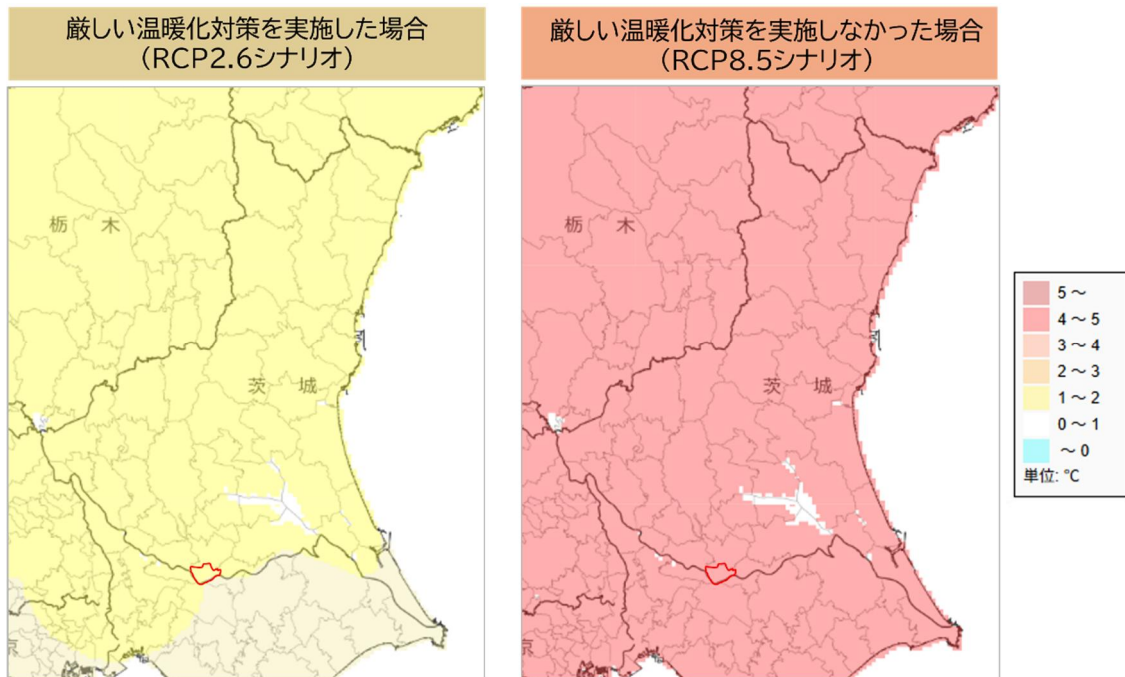 厳しい温暖化対策を実施した場合
（RCP2.6シナリオ）
厳しい温暖化対策を実施しなかった場合
（RCP8.5シナリオ）
栃 木
茨 城
京
栃 木
茨 城
京
5 ～
4 ～ 5
3 ～ 4
2 ～ 3
1 ～ 2
0 ～ 1
～ 0
単位: ℃